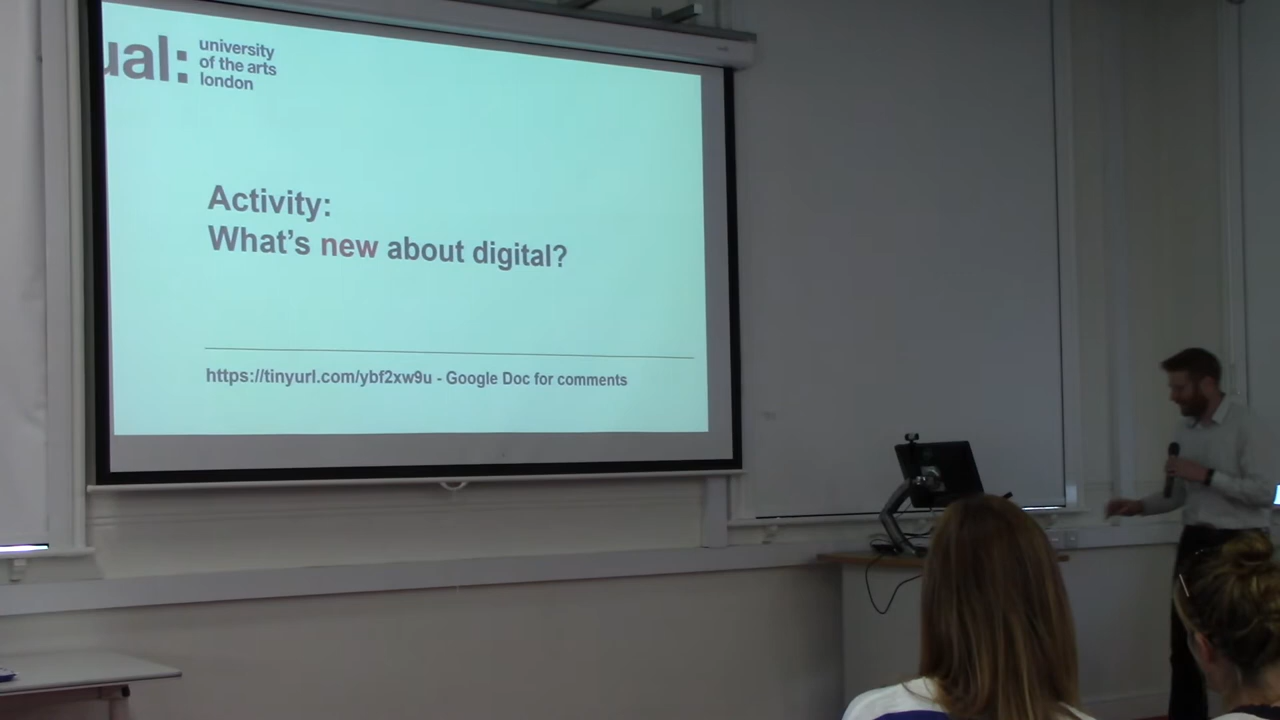 ual: university
of the arts
london
Activity:
What's new about digital?
https://tinyurl.com/ybf2xw9u - Google Doc for comments